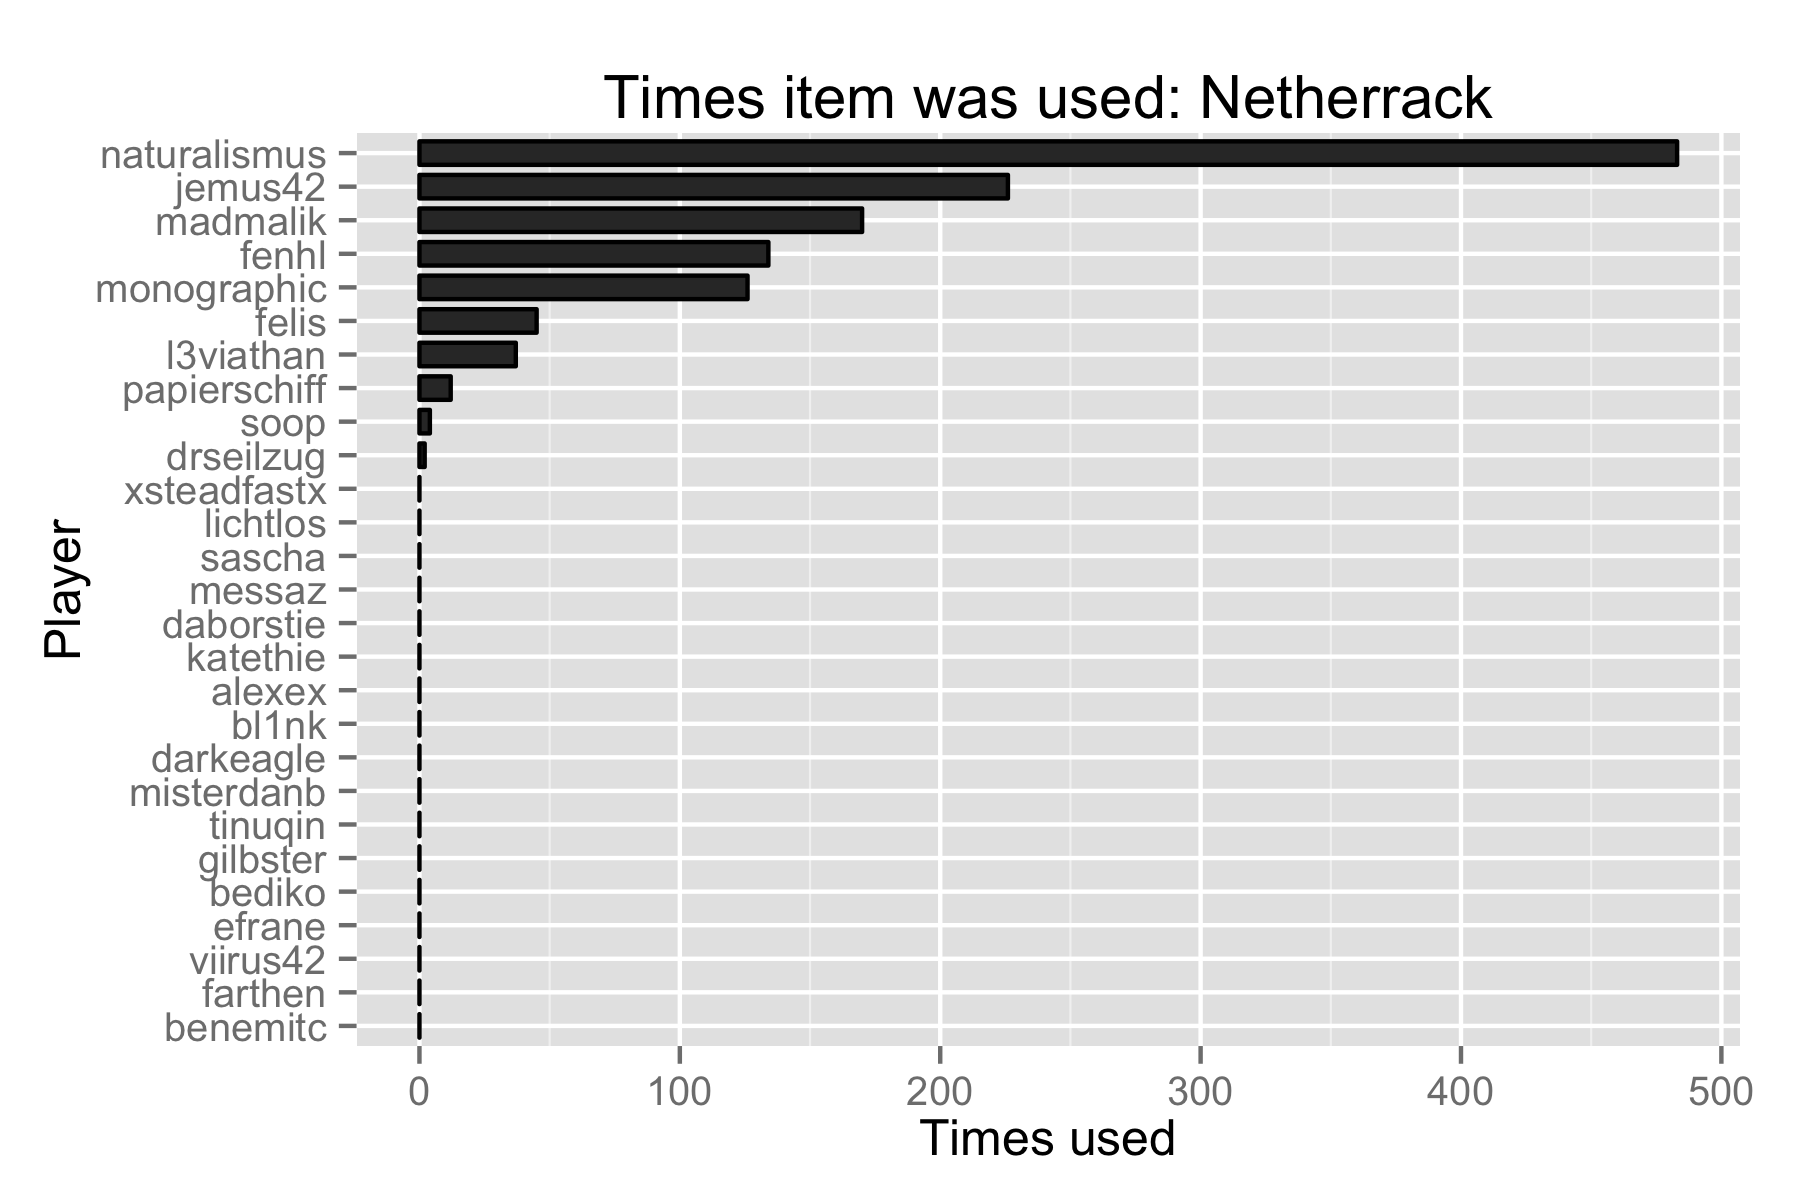 Times item was used: Netherrack
naturalismus
jemus42
madmalik
fenhl
monographic
felis
l3viathan
papierschiff
soop
drseilzug
xsteadfastx
lichtlos
sascha
messaz
daborstie
katethie
alexex
bl1nk
darkeagle
misterdanb
tinuqin
gilbster
bediko
efrane
viirus42
farthen
benemitc
Player
0 100 200 300 400 500
Times used